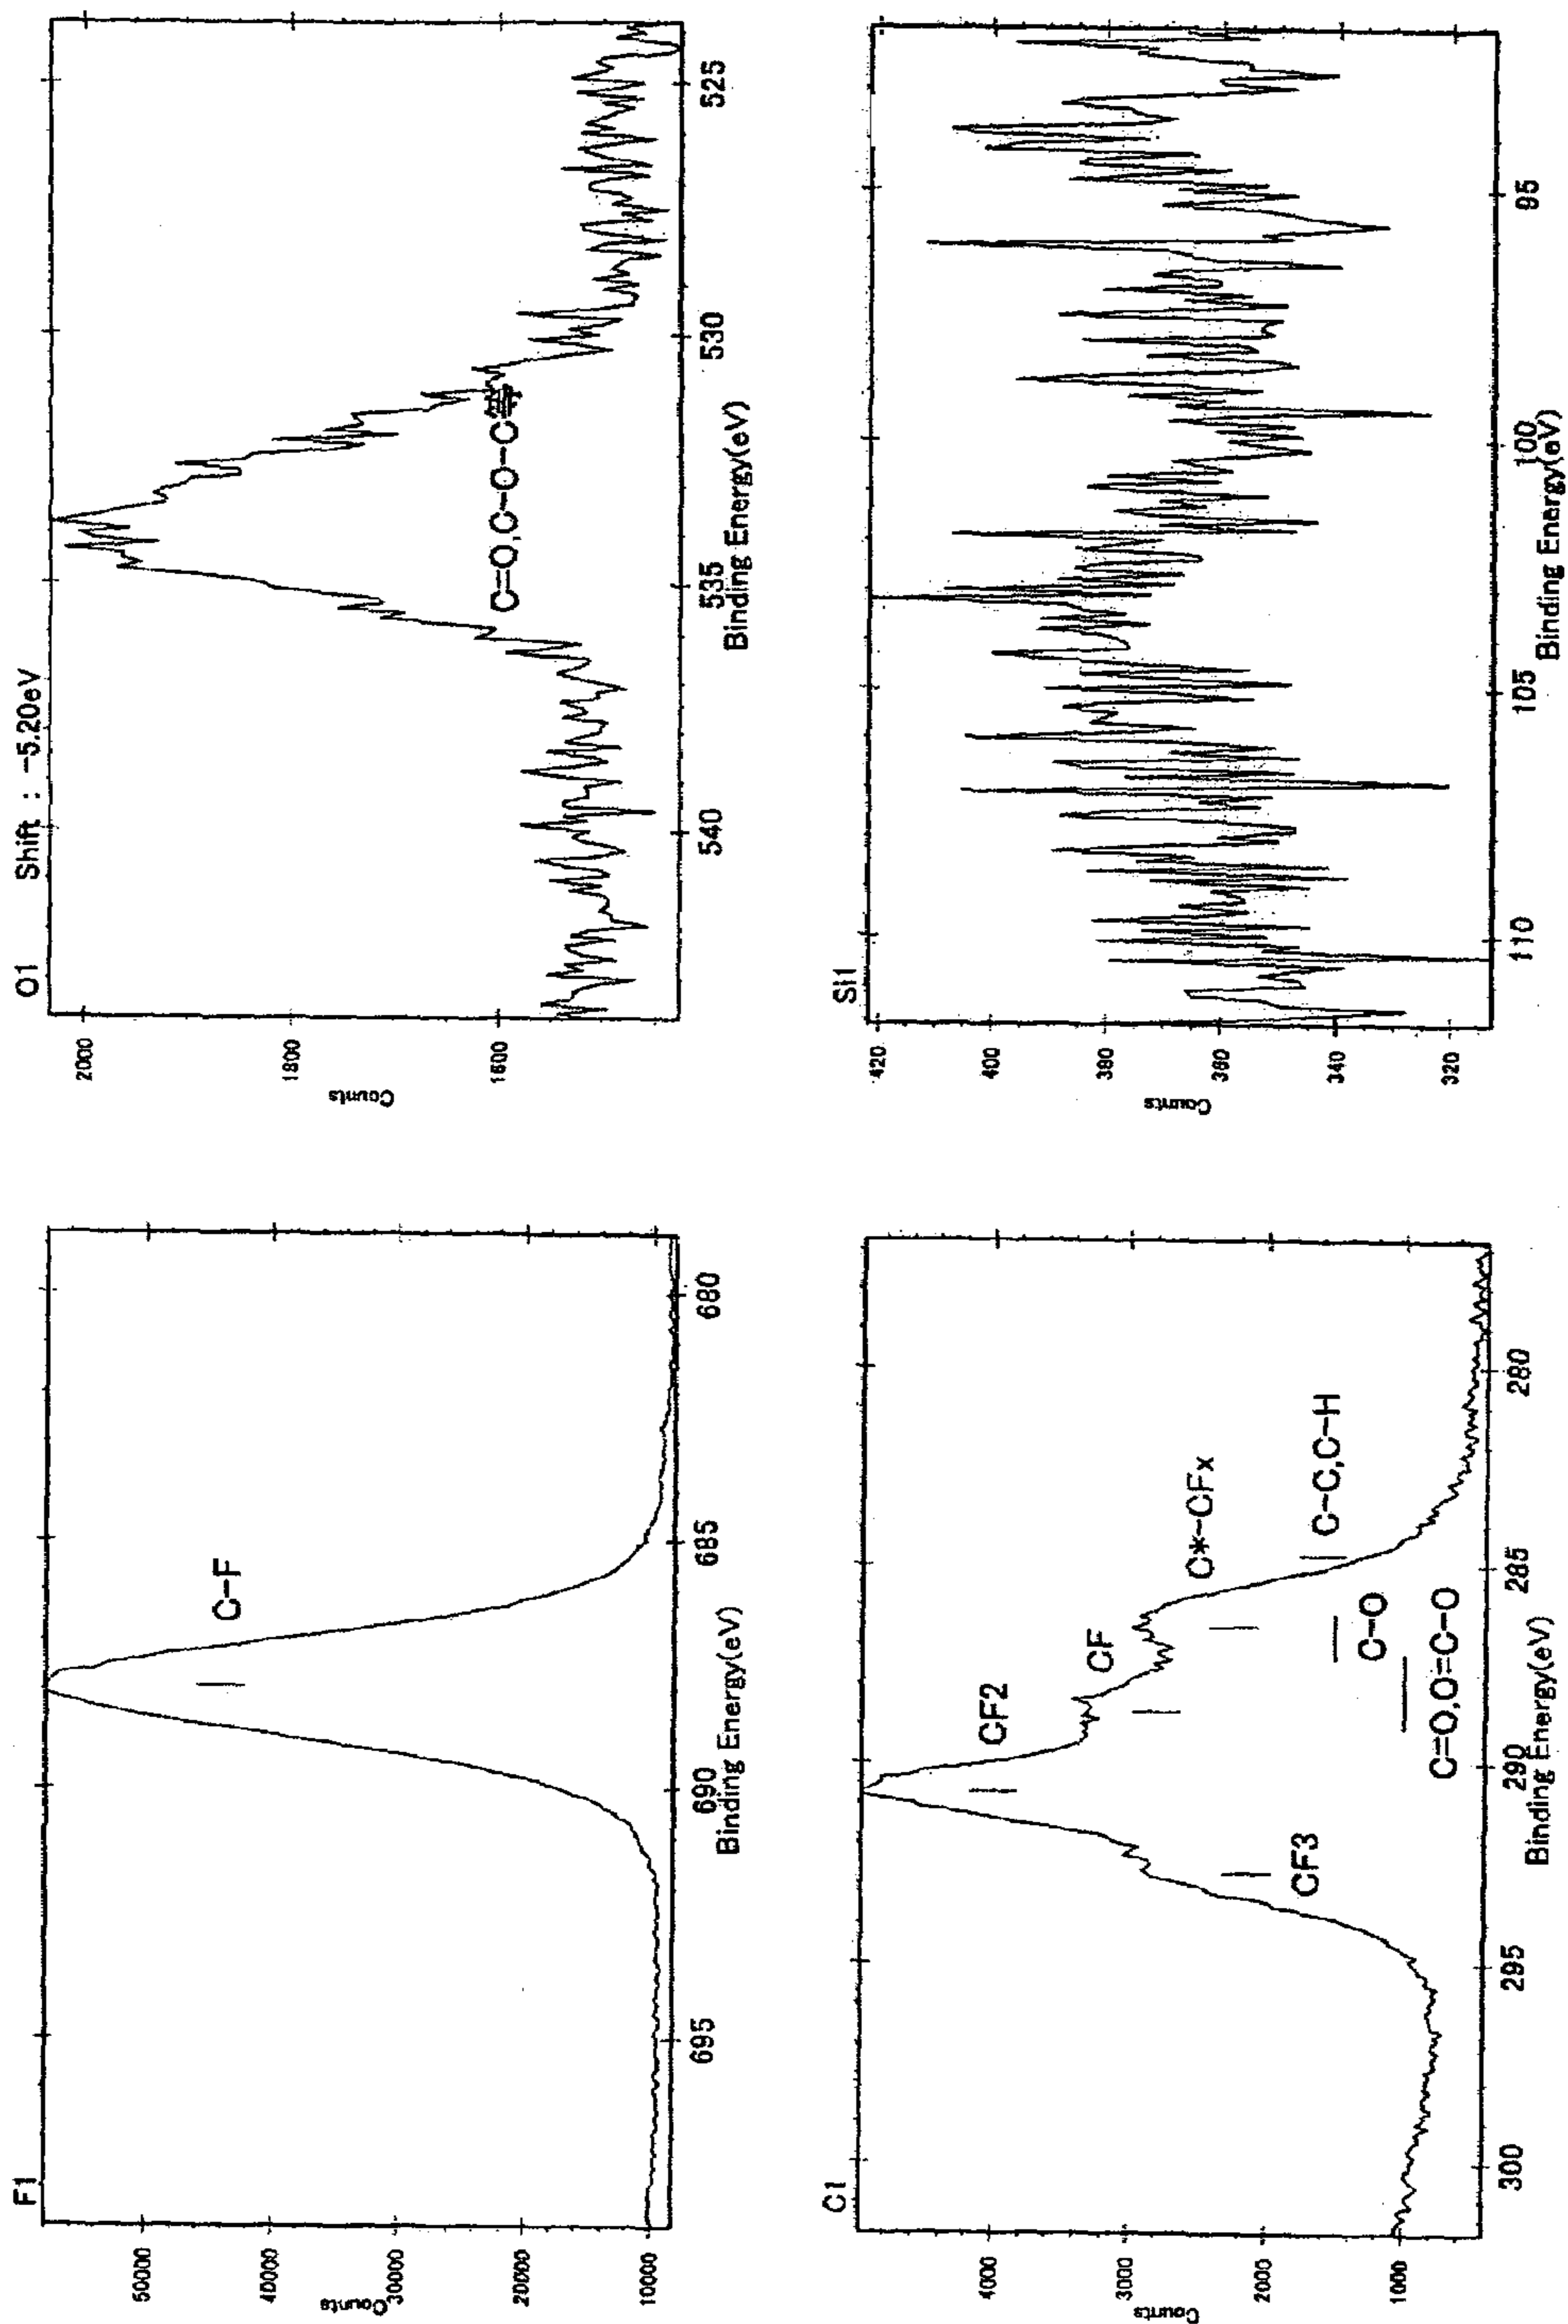 F1
50000
40000
30000
20000
10000
Counts
C-F
695
690
685
680
Binding Energy(eV)
O1 Shift : -5.20eV
2000
1800
1600
Counts
C=O,C-O-C
540
535
530
525
Binding Energy(eV)
C1
4000
3000
2000
1000
Counts
CF2
CF
C*-CFx
CF3
C-C,C-H
C-O
C=O,O=C-O
300
295
290
285
280
Binding Energy(eV)
Si1
420
400
380
360
340
320
Counts
110
105
100
95
Binding Energy(eV)